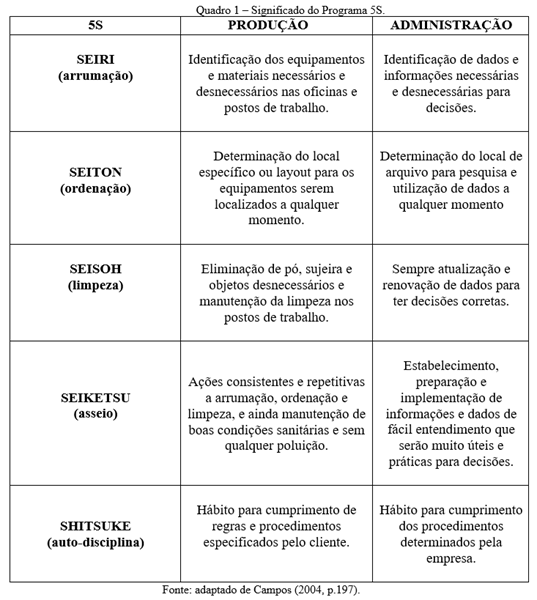 Quadro 1 – Significado do Programa 5S.
5S PRODUÇÃO ADMINISTRAÇÃO
SEIRI
(arrumação)
Identificação dos equipamentos
e materiais necessários e
desnecessários nas oficinas e
postos de trabalho.
Identificação de dados e
informações necessárias
e desnecessárias para
decisões.
SEITON
(ordenação)
Determinação do local
específico ou layout para os
equipamentos serem
localizados a qualquer
momento.
Determinação do local de
arquivo para pesquisa e
utilização de dados a
qualquer momento
SEISOH
(limpeza)
Eliminação de pó, sujeira e
objetos desnecessários e
manutenção da limpeza nos
postos de trabalho.
Sempre atualização e
renovação de dados para
ter decisões corretas.
SEIKETSU
(asseio)
Ações consistentes e repetitivas
a arrumação, ordenação e
limpeza, e ainda manutenção de
boas condições sanitárias e sem
qualquer poluição.
Estabelecimento,
preparação e
implementação de
informações e dados de
fácil entendimento que
serão muito úteis e
práticas para decisões.
SHITSUKE
(auto-disciplina)
Hábito para cumprimento de
regras e procedimentos
especificados pelo cliente.
Hábito para cumprimento
dos procedimentos
determinados pela
empresa.
Fonte: adaptado de Campos (2004, p.197).